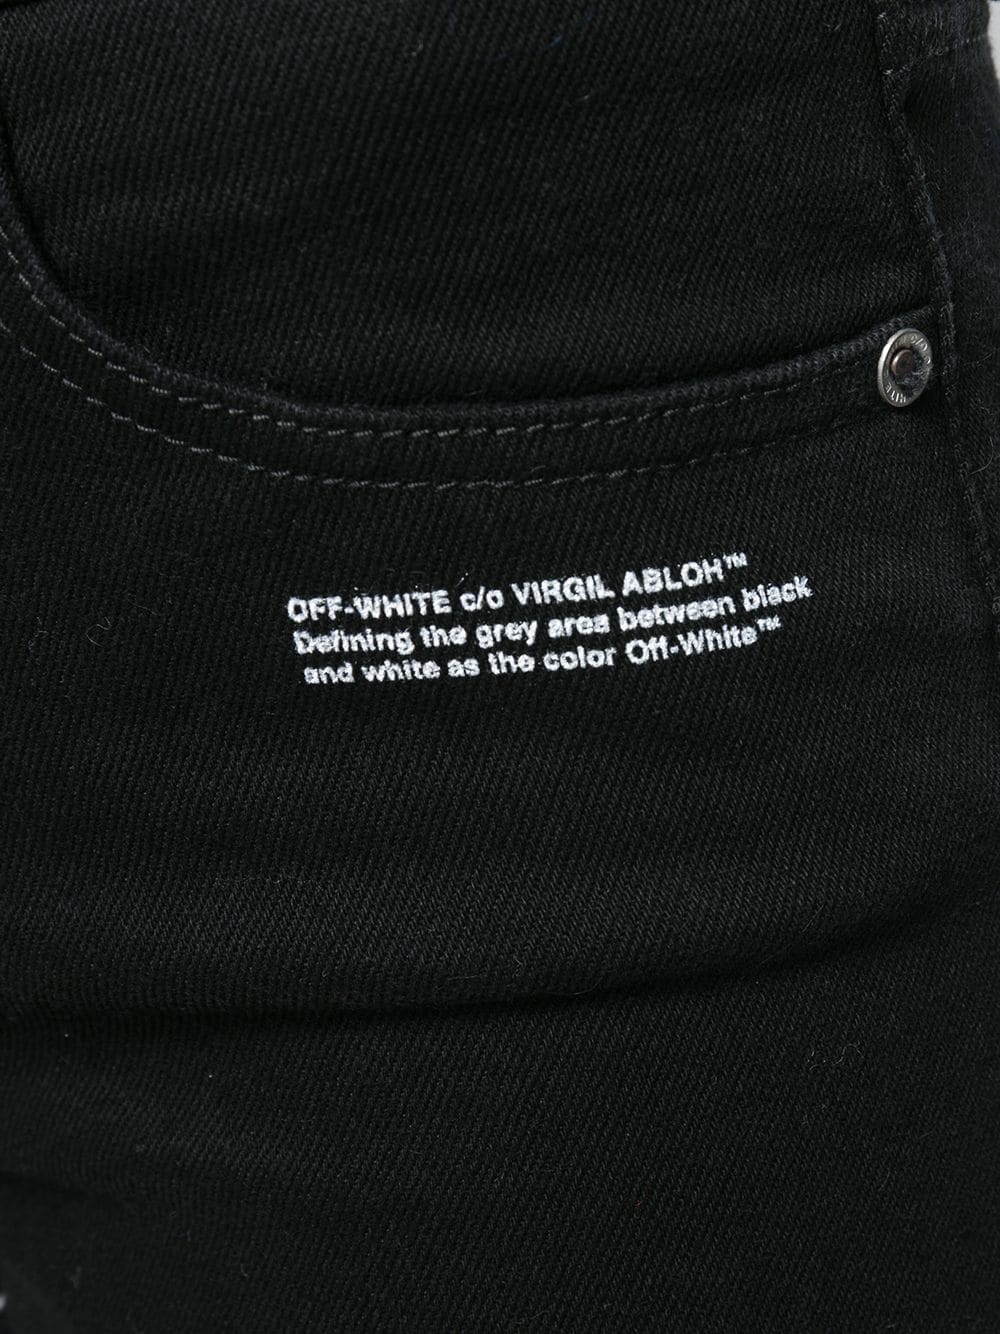 OFF-WHITE c/o VIRGIL ABLOH™
Defining the grey area between black
and white as the color Off-White™